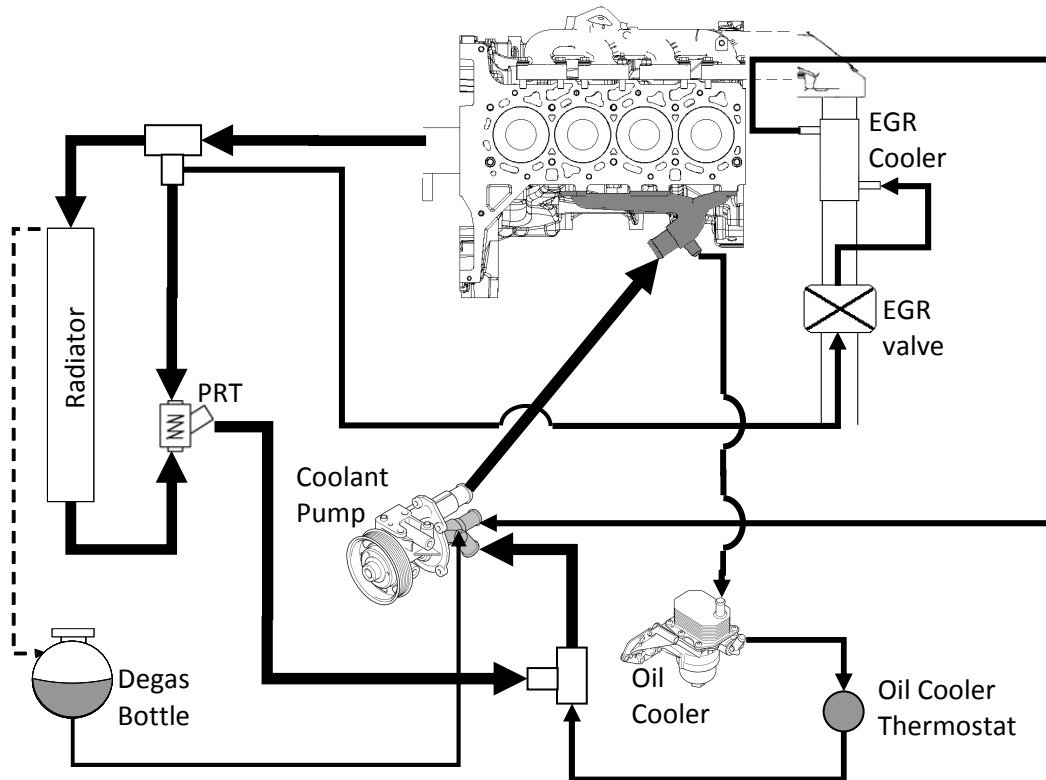 EGR
Cooler
EGR
valve
Radiator
PRT
Coolant
Pump
Degas
Bottle
Oil
Cooler
Oil Cooler
Thermostat